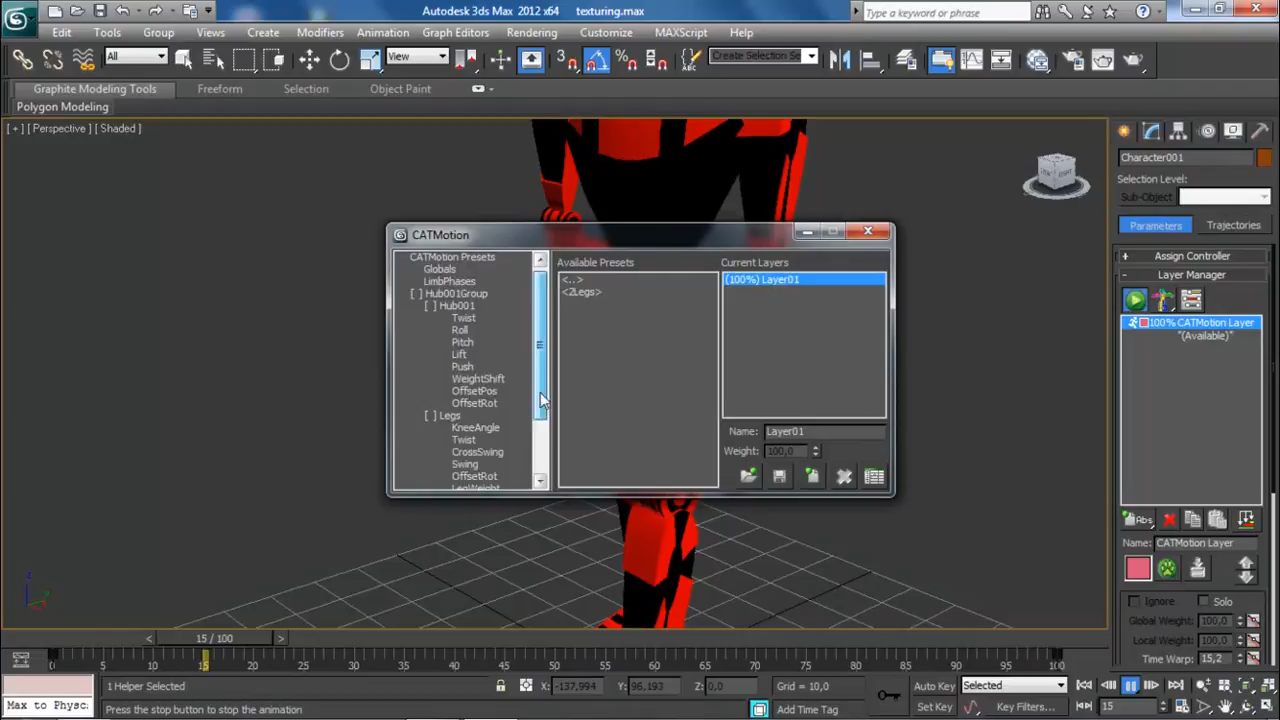 Autodesk 3ds Max 2012 x64 texturing.max
Type a keyword or phrase
Edit Tools Group Views Create Modifiers Animation Graph Editors Rendering Customize MAXScript Help
All View Create Selection Se
Graphite Modeling Tools Freeform Selection Object Paint
Polygon Modeling
[ + ] [ Perspective ] [ Shaded ]
Character001
Selection Level:
Sub-Object
Parameters Trajectories
+ Assign Controller
- Layer Manager
100% CATMotion Layer
"(Available)"
Abs
Name: CATMotion Layer
Ignore Solo
Global Weight: 100,0
Local Weight: 100,0
Time Warp: 15,2
CATMotion
CATMotion Presets
Globals
LimbPhases
[ ] Hub001Group
[ ] Hub001
Twist
Roll
Pitch
Lift
Push
WeightShift
OffsetPos
OffsetRot
[ ] Legs
KneeAngle
Twist
CrossSwing
Swing
OffsetRot
LegWeight
Available Presets
<..>
<2Legs>
Current Layers
(100%) Layer01
Name: Layer01
Weight: 100,0
< 15 / 100 >
0 5 10 15 20 25 30 35 40 45 50 55 60 65 70 75 80 85 90 95 100
1 Helper Selected X: -137,994 Y: 96,193 Z: 0,0 Grid = 10,0 Auto Key Selected
Max to Physc Press the stop button to stop the animation Add Time Tag Set Key Key Filters... 15